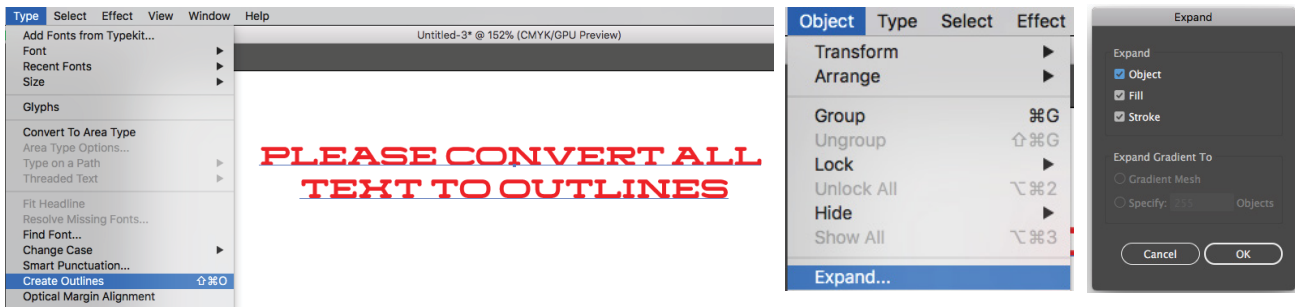 Type Select Effect View Window Help
Add Fonts from Typekit...
Font
Recent Fonts
Size
Glyphs
Convert To Area Type
Area Type Options...
Type on a Path
Threaded Text
Fit Headline
Resolve Missing Fonts...
Find Font...
Change Case
Smart Punctuation...
Create Outlines ⇧⌘O
Optical Margin Alignment
Untitled-3* @ 152% (CMYK/GPU Preview)
PLEASE CONVERT ALL
TEXT TO OUTLINES
Object Type Select Effect
Transform
Arrange
Group ⌘G
Ungroup ⇧⌘G
Lock
Unlock All ⌥⌘2
Hide
Show All ⌥⌘3
Expand...
Expand
Expand
Object
Fill
Stroke
Expand Gradient To
Gradient Mesh
Specify: 255 Objects
Cancel OK